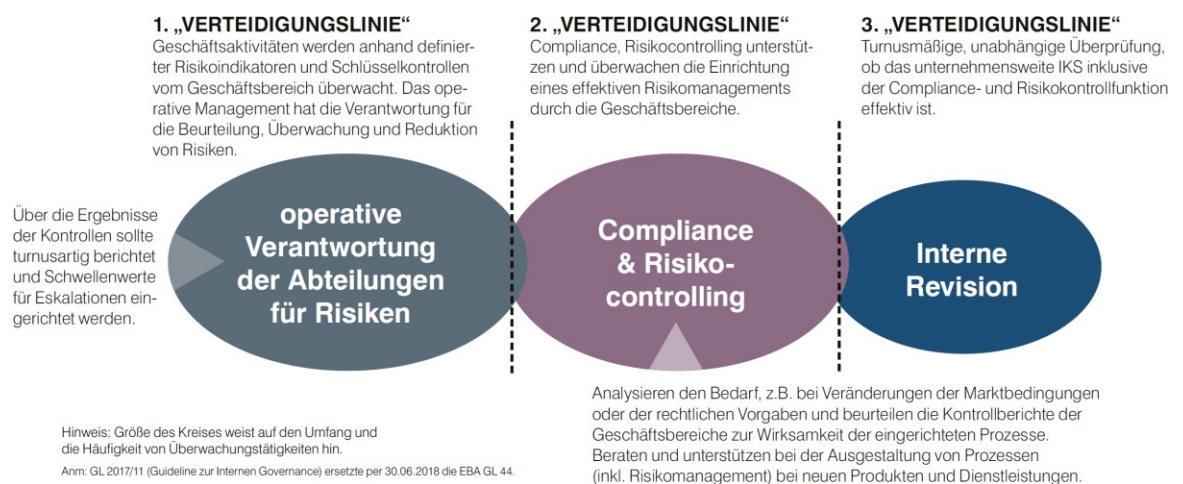 1. „VERTEIDIGUNGSLINIE“
Geschäftsaktivitäten werden anhand definier-
ter Risikoindikatoren und Schlüsselkontrollen
vom Geschäftsbereich überwacht. Das ope-
rative Management hat die Verantwortung für
die Beurteilung, Überwachung und Reduktion
von Risiken.
2. „VERTEIDIGUNGSLINIE“
Compliance, Risikocontrolling unterstüt-
zen und überwachen die Einrichtung
eines effektiven Risikomanagements
durch die Geschäftsbereiche.
3. „VERTEIDIGUNGSLINIE“
Turnusmäßige, unabhängige Überprüfung,
ob das unternehmensweite IKS inklusive
der Compliance- und Risikokontrollfunktion
effektiv ist.
Über die Ergebnisse
der Kontrollen sollte
turnusartig berichtet
und Schwellenwerte
für Eskalationen ein-
gerichtet werden.
operative
Verantwortung
der Abteilungen
für Risiken
Compliance
& Risiko-
controlling
Interne
Revision
Analysieren den Bedarf, z.B. bei Veränderungen der Marktbedingungen
oder der rechtlichen Vorgaben und beurteilen die Kontrollberichte der
Geschäftsbereiche zur Wirksamkeit der eingerichteten Prozesse.
Beraten und unterstützen bei der Ausgestaltung von Prozessen
(inkl. Risikomanagement) bei neuen Produkten und Dienstleistungen.
Hinweis: Größe des Kreises weist auf den Umfang und
die Häufigkeit von Überwachungstätigkeiten hin.
Anm: GL 2017/11 (Guideline zur Internen Governance) ersetzte per 30.06.2018 die EBA GL 44.